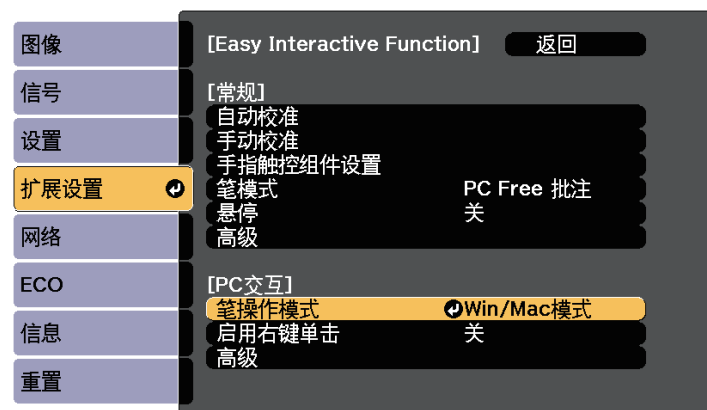 图像
信号
设置
扩展设置
网络
ECO
信息
重置
[Easy Interactive Function] 返回
[常规]
自动校准
手动校准
手指触控组件设置
笔模式 PC Free 批注
悬停 关
高级
[PC交互]
笔操作模式 Win/Mac模式
启用右键单击 关
高级